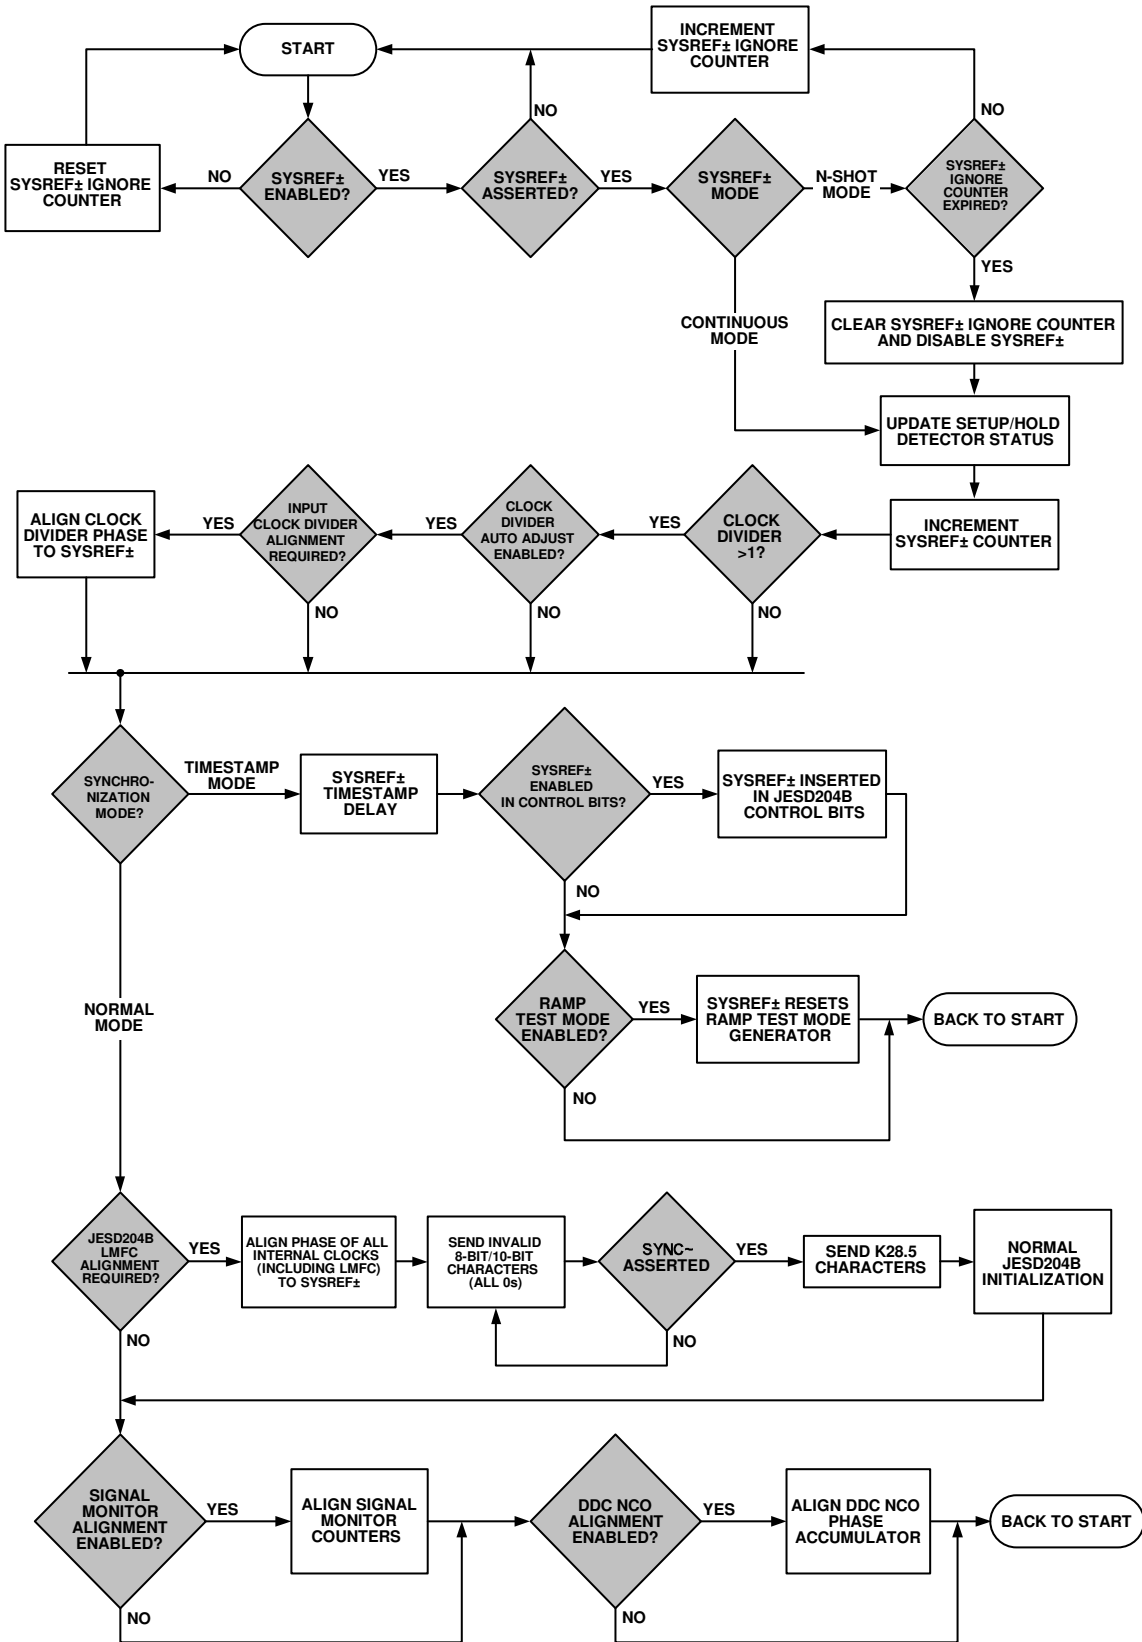 START
INCREMENT
SYSREF± IGNORE
COUNTER
NO
NO
RESET
SYSREF± IGNORE
COUNTER
NO
SYSREF±
ENABLED?
YES
SYSREF±
ASSERTED?
YES
SYSREF±
MODE
N-SHOT
MODE
SYSREF±
IGNORE
COUNTER
EXPIRED?
YES
CONTINUOUS
MODE
CLEAR SYSREF± IGNORE COUNTER
AND DISABLE SYSREF±
UPDATE SETUP/HOLD
DETECTOR STATUS
ALIGN CLOCK
DIVIDER PHASE
TO SYSREF±
YES
INPUT
CLOCK DIVIDER
ALIGNMENT
REQUIRED?
YES
CLOCK
DIVIDER
AUTO ADJUST
ENABLED?
YES
CLOCK
DIVIDER
>1?
INCREMENT
SYSREF± COUNTER
NO
NO
NO
SYNCHRO-
NIZATION
MODE?
TIMESTAMP
MODE
SYSREF±
TIMESTAMP
DELAY
SYSREF±
ENABLED
IN CONTROL BITS?
YES
SYSREF± INSERTED
IN JESD204B
CONTROL BITS
NO
NORMAL
MODE
RAMP
TEST MODE
ENABLED?
YES
SYSREF± RESETS
RAMP TEST MODE
GENERATOR
BACK TO START
NO
JESD204B
LMFC
ALIGNMENT
REQUIRED?
YES
ALIGN PHASE OF ALL
INTERNAL CLOCKS
(INCLUDING LMFC)
TO SYSREF±
SEND INVALID
8-BIT/10-BIT
CHARACTERS
(ALL 0s)
SYNC~
ASSERTED
YES
SEND K28.5
CHARACTERS
NORMAL
JESD204B
INITIALIZATION
NO
NO
SIGNAL
MONITOR
ALIGNMENT
ENABLED?
YES
ALIGN SIGNAL
MONITOR
COUNTERS
DDC NCO
ALIGNMENT
ENABLED?
YES
ALIGN DDC NCO
PHASE
ACCUMULATOR
BACK TO START
NO
NO